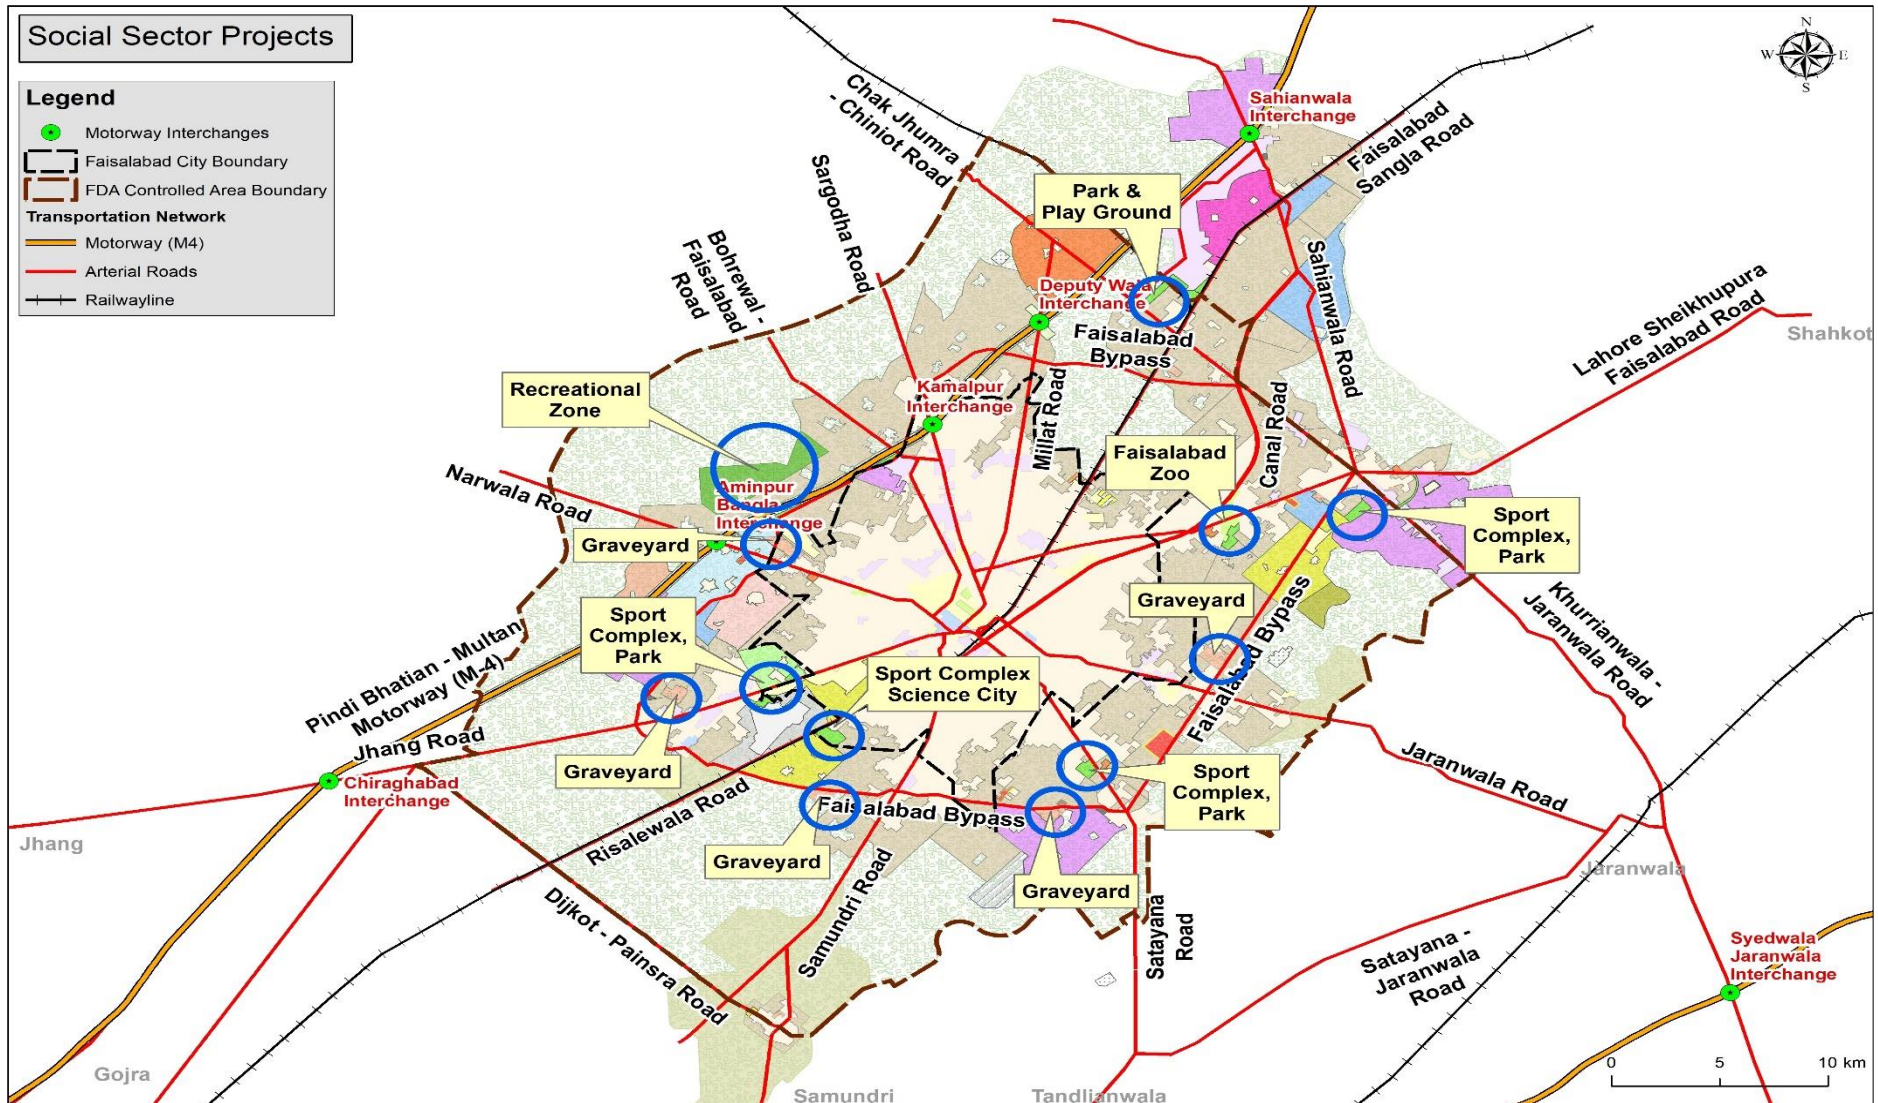 Social Sector Projects
Legend
Motorway Interchanges
Faisalabad City Boundary
FDA Controlled Area Boundary
Transportation Network
Motorway (M4)
Arterial Roads
Railwayline
N
W
E
S
Sahianwala
Interchange
Chak Jhumra
- Chiniot Road
Faisalabad
Sangla Road
Sargodha Road
Park &
Play Ground
Bohrewal -
Faisalabad
Road
Sahianwala Road
Deputy Wala
Interchange
Faisalabad
Bypass
Lahore Sheikhupura
Faisalabad Road
Shahkot
Recreational
Zone
Kamalpur
Interchange
Millat Road
Canal Road
Faisalabad
Zoo
Narwala Road
Aminpur
Bangla
Interchange
Graveyard
Sport
Complex,
Park
Graveyard
Khurrianwala -
Jaranwala Road
Sport
Complex,
Park
Faisalabad Bypass
Pindi Bhatian - Multan
Motorway (M-4)
Sport Complex
Science City
Jhang Road
Graveyard
Chiraghabad
Interchange
Jhang
Risalewala Road
Faisalabad Bypass
Sport
Complex,
Park
Jaranwala Road
Graveyard
Graveyard
Jaranwala
Dijkot - Painsra Road
Samundri Road
Satayana
Road
Satayana -
Jaranwala
Road
Syedwala
Jaranwala
Interchange
Gojra
Samundri
Tandlianwala
0 5 10 km